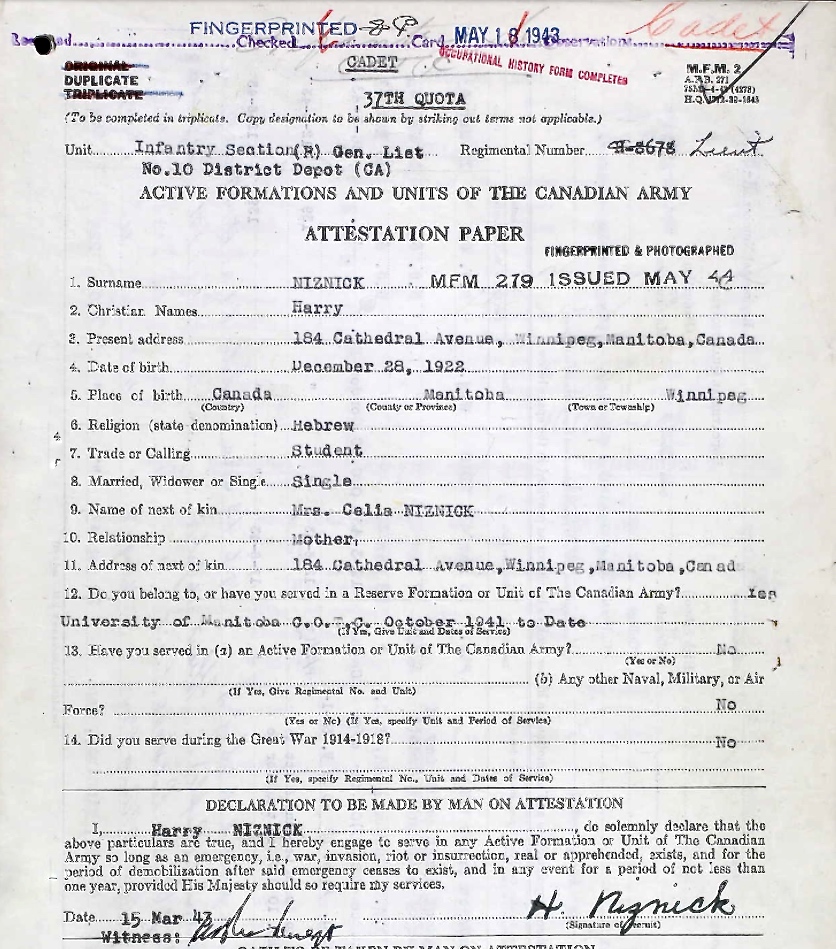 FINGERPRINTED
Checked Card MAY 18 1943
Cadet
CADET
OCCUPATIONAL HISTORY FORM COMPLETED
ORIGINAL
DUPLICATE
TRIPLICATE
M.F.M. 2
37TH QUOTA
(To be completed in triplicate. Copy designation to be shown by striking out terms not applicable.)
Unit Infantry Section(R) Gen. List Regimental Number H-8678 Lieut
No.10 District Depot (CA)
ACTIVE FORMATIONS AND UNITS OF THE CANADIAN ARMY
ATTESTATION PAPER
FINGERPRINTED & PHOTOGRAPHED
MFM 279 ISSUED MAY 44
1. Surname NIZNICK
2. Christian Names Harry
3. Present address 184 Cathedral Avenue, Winnipeg,Manitoba,Canada
4. Date of birth December 28, 1922
5. Place of birth Canada Manitoba Winnipeg
(Country) (County or Province) (Town or Township)
6. Religion (state denomination) Hebrew
7. Trade or Calling Student
8. Married, Widower or Single Single
9. Name of next of kin Mrs. Celia NIZNICK
10. Relationship Mother,
11. Address of next of kin 184 Cathedral Avenue,Winnipeg,Manitoba,Canad
12. Do you belong to, or have you served in a Reserve Formation or Unit of The Canadian Army? Yes
University of Manitoba C.O.T.C. October 1941 to Date
(If Yes, Give Unit and Dates of Service)
13. Have you served in (a) an Active Formation or Unit of The Canadian Army? No
(Yes or No)
(b) Any other Naval, Military, or Air
(If Yes, Give Regimental No. and Unit)
Force? No
(Yes or No) (If Yes, specify Unit and Period of Service)
14. Did you serve during the Great War 1914-1918? No
(If Yes, specify Regimental No., Unit and Dates of Service)
DECLARATION TO BE MADE BY MAN ON ATTESTATION
I, Harry NIZNICK, do solemnly declare that the
above particulars are true, and I hereby engage to serve in any Active Formation or Unit of The Canadian
Army so long as an emergency, i.e., war, invasion, riot or insurrection, real or apprehended, exists, and for the
period of demobilization after said emergency ceases to exist, and in any event for a period of not less than
one year, provided His Majesty should so require my services.
Date 15 Mar 43 H. Niznick
(Signature of Recruit)
Witness: